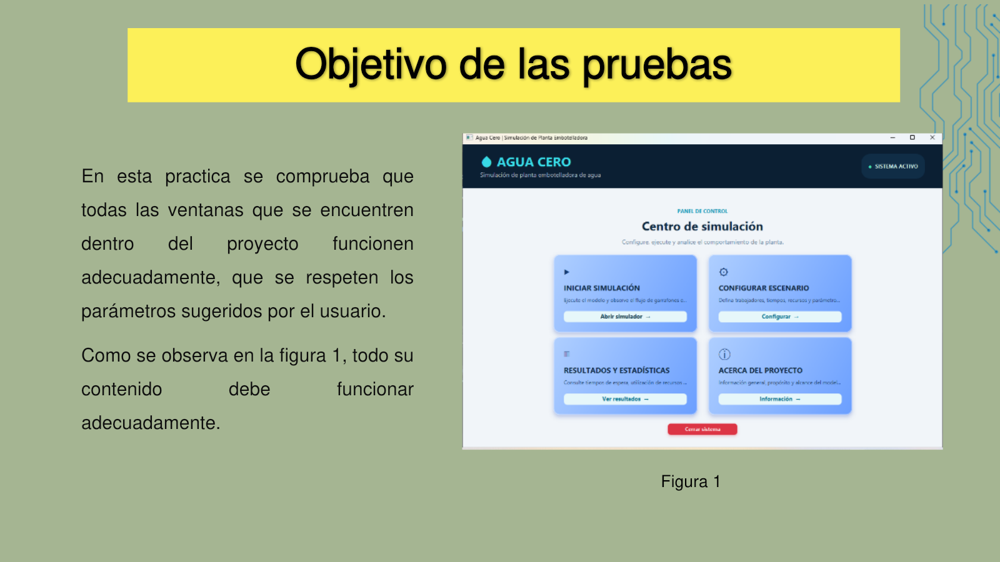 Objetivo de las pruebas
En esta practica se comprueba que
todas las ventanas que se encuentren
dentro del proyecto funcionen
adecuadamente, que se respeten los
parámetros sugeridos por el usuario.
Como se observa en la figura 1, todo su
contenido debe funcionar
adecuadamente.
Agua Cero | Simulación de Planta Embotelladora
AGUA CERO
Simulación de planta embotelladora de agua
SISTEMA ACTIVO
PANEL DE CONTROL
Centro de simulación
Configure, ejecute y analice el comportamiento de la planta.
INICIAR SIMULACIÓN
Ejecute el modelo y observe el flujo de garrafones e...
Abrir simulador →
CONFIGURAR ESCENARIO
Defina trabajadores, tiempos, recursos y parámetro...
Configurar →
RESULTADOS Y ESTADÍSTICAS
Consulte tiempos de espera, utilización de recursos ...
Ver resultados →
ACERCA DEL PROYECTO
Información general, propósito y alcance del model...
Información →
Cerrar sistema
Figura 1